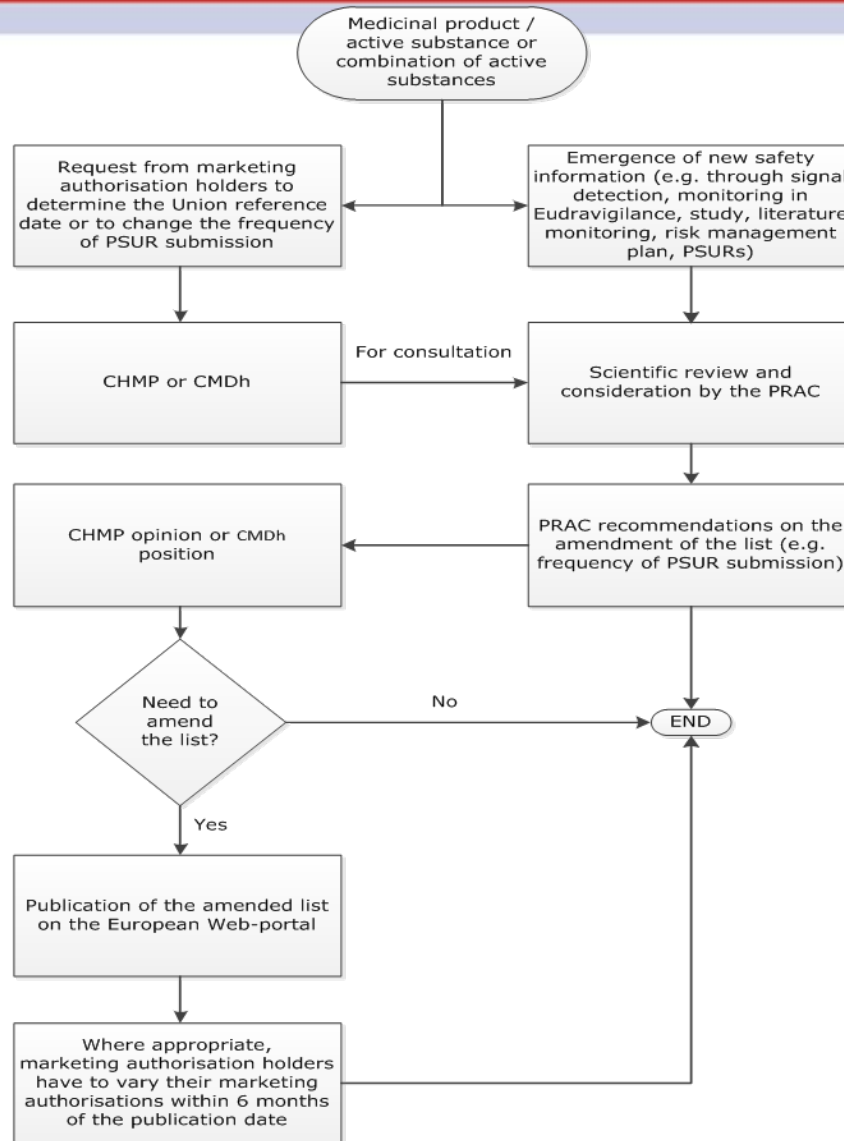 Medicinal product /
active substance or
combination of active
substances
Request from marketing
authorisation holders to
determine the Union reference
date or to change the frequency
of PSUR submission
Emergence of new safety
information (e.g. through signal
detection, monitoring in
Eudravigilance, study, literature
monitoring, risk management
plan, PSURs)
CHMP or CMDh
For consultation
Scientific review and
consideration by the PRAC
CHMP opinion or CMDh
position
PRAC recommendations on the
amendment of the list (e.g.
frequency of PSUR submission)
Need to
amend
the list?
No
END
Yes
Publication of the amended list
on the European Web-portal
Where appropriate,
marketing authorisation holders
have to vary their marketing
authorisations within 6 months
of the publication date